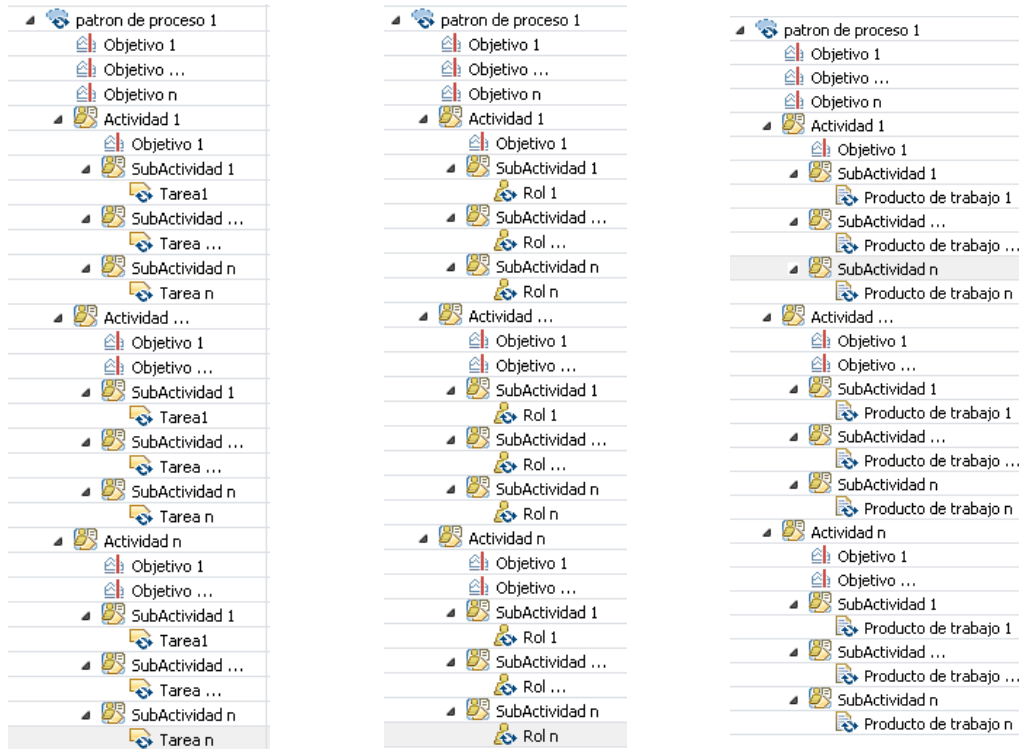 patron de proceso 1
Objetivo 1
Objetivo ...
Objetivo n
Actividad 1
Objetivo 1
SubActividad 1
Tarea1
SubActividad ...
Tarea ...
SubActividad n
Tarea n
Actividad ...
Objetivo 1
Objetivo ...
SubActividad 1
Tarea1
SubActividad ...
Tarea ...
SubActividad n
Tarea n
Actividad n
Objetivo 1
Objetivo ...
SubActividad 1
Tarea1
SubActividad ...
Tarea ...
SubActividad n
Tarea n
patron de proceso 1
Objetivo 1
Objetivo ...
Objetivo n
Actividad 1
Objetivo 1
SubActividad 1
Rol 1
SubActividad ...
Rol ...
SubActividad n
Rol n
Actividad ...
Objetivo 1
Objetivo ...
SubActividad 1
Rol 1
SubActividad ...
Rol ...
SubActividad n
Rol n
Actividad n
Objetivo 1
Objetivo ...
SubActividad 1
Rol 1
SubActividad ...
Rol ...
SubActividad n
Rol n
patron de proceso 1
Objetivo 1
Objetivo ...
Objetivo n
Actividad 1
Objetivo 1
SubActividad 1
Producto de trabajo 1
SubActividad ...
Producto de trabajo ...
SubActividad n
Producto de trabajo n
Actividad ...
Objetivo 1
Objetivo ...
SubActividad 1
Producto de trabajo 1
SubActividad ...
Producto de trabajo ...
SubActividad n
Producto de trabajo n
Actividad n
Objetivo 1
Objetivo ...
SubActividad 1
Producto de trabajo 1
SubActividad ...
Producto de trabajo ...
SubActividad n
Producto de trabajo n